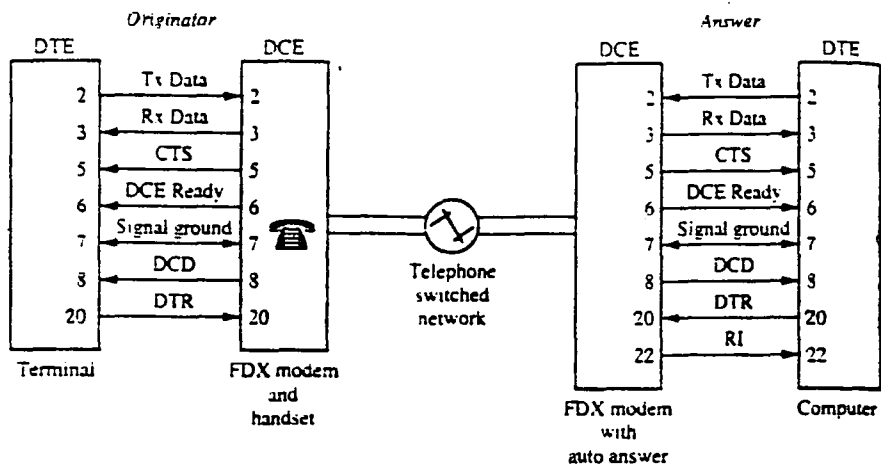 Originator
Answer
DTE
DCE
DCE
DTE
2 Tx Data 2
3 Rx Data 3
5 CTS 5
6 DCE Ready 6
7 Signal ground 7
8 DCD 8
20 DTR 20
Terminal
FDX modem
and
handset
Telephone
switched
network
2 Tx Data 2
3 Rx Data 3
5 CTS 5
6 DCE Ready 6
7 Signal ground 7
8 DCD 8
20 DTR 20
22 RI 22
FDX modem
with
auto answer
Computer